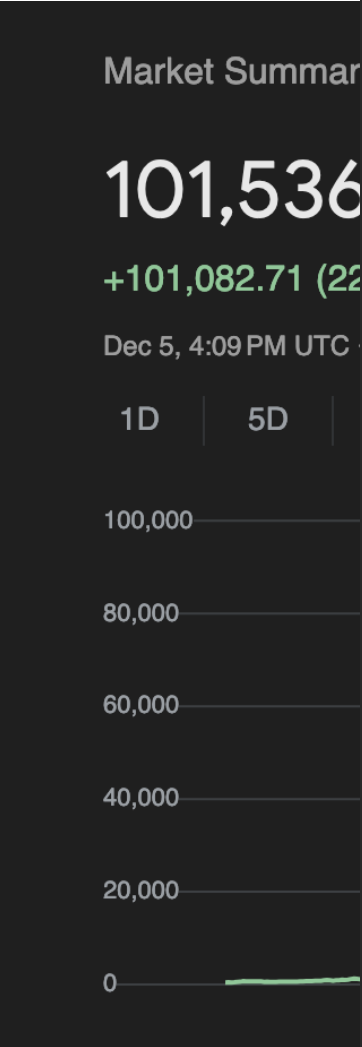 Market Summar
101,536
+101,082.71 (22
Dec 5, 4:09 PM UTC ·
1D 5D
100,000
80,000
60,000
40,000
20,000
0